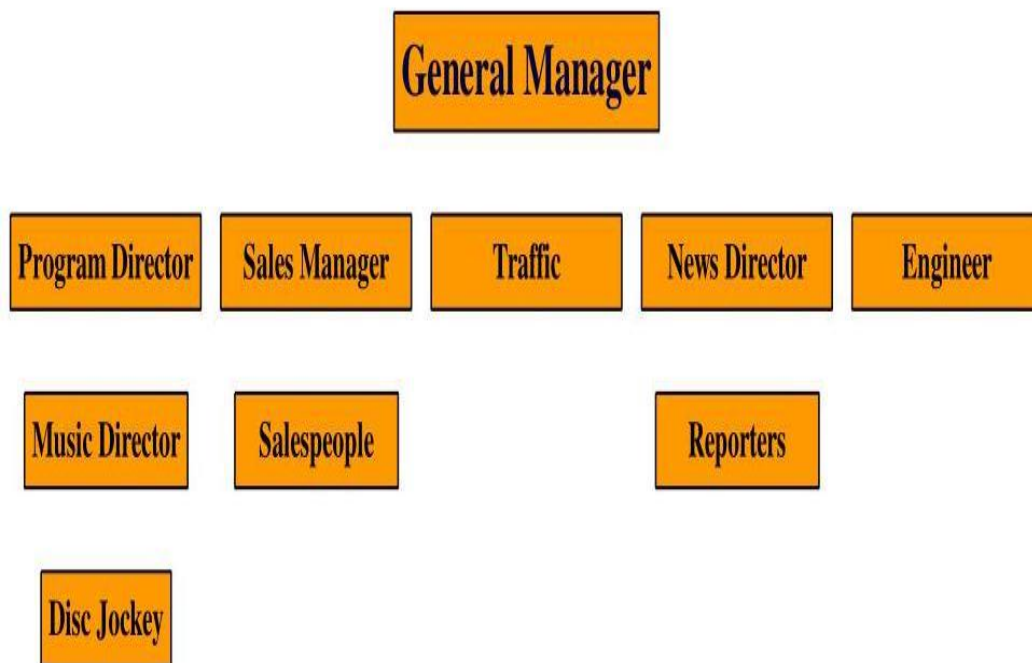 General Manager
Program Director
Sales Manager
Traffic
News Director
Engineer
Music Director
Salespeople
Reporters
Disc Jockey